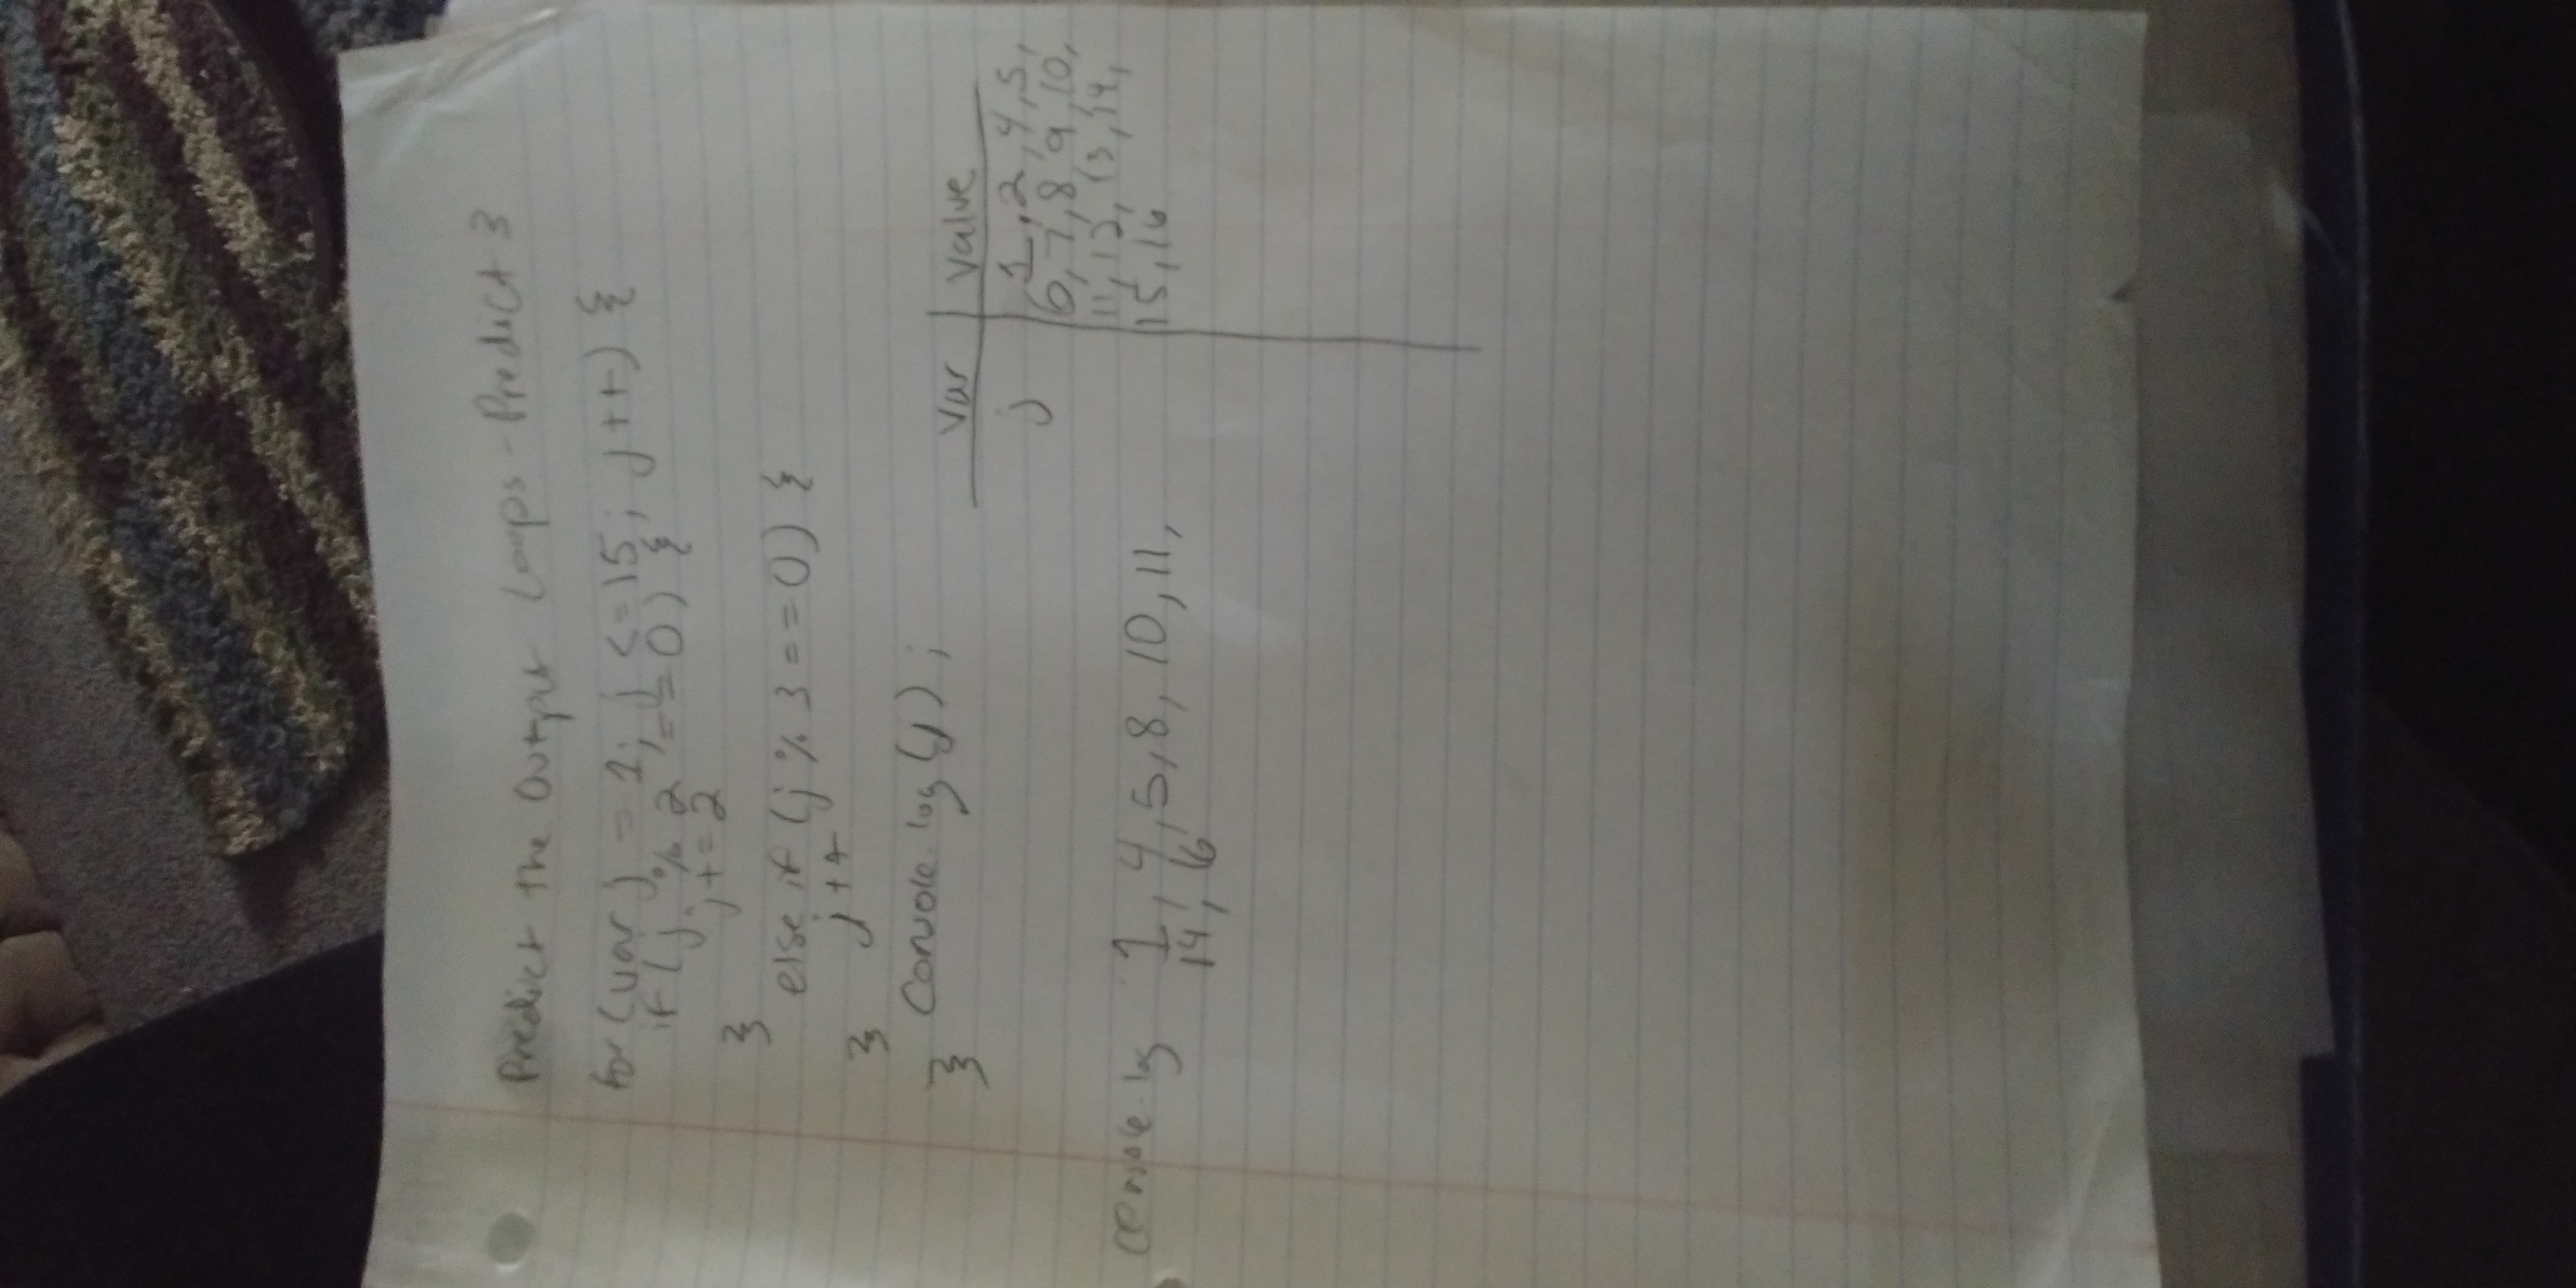 Predict the Output Loops - Predict 3
for (var j = 1; j <= 15; j++) {
if (j % 2 == 0) {
j += 2
}
else if (j % 3 == 0) {
j++
}
Console.log(j);
}
Var | Value
j | 1, 2, 4, 5,
6, 7, 8, 9, 10,
11, 12, 13, 14,
15, 16
console.log 1, 4, 5, 8, 10, 11,
14, 16